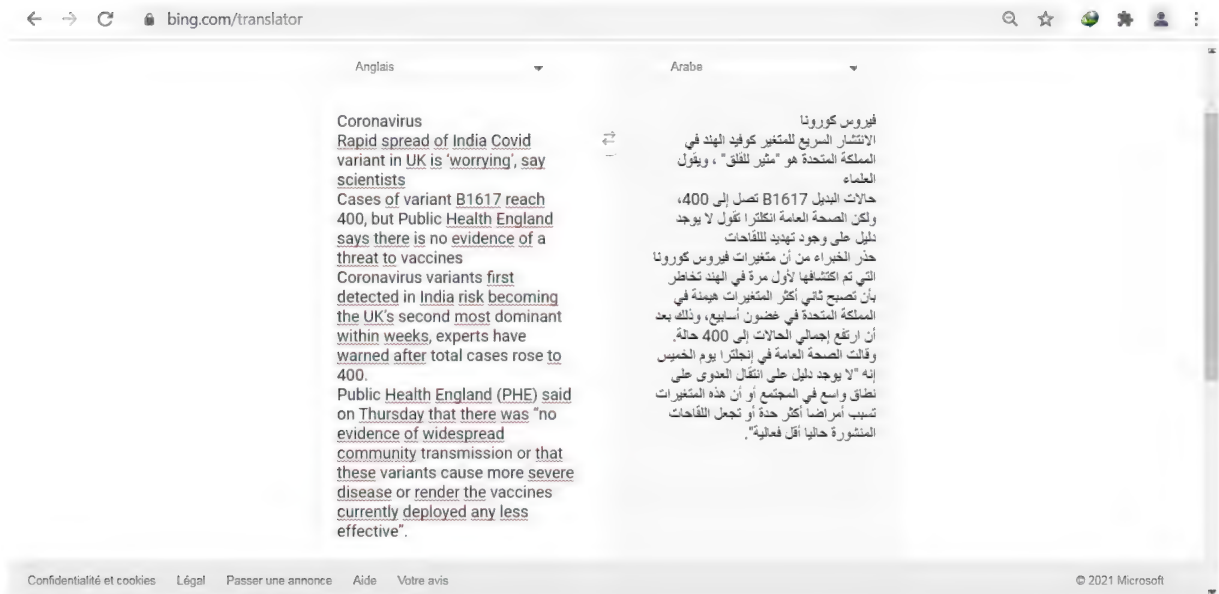 bing.com/translator
Anglais
Arabe
Coronavirus
Rapid spread of India Covid
variant in UK is ‘worrying’, say
scientists
Cases of variant B1617 reach
400, but Public Health England
says there is no evidence of a
threat to vaccines
Coronavirus variants first
detected in India risk becoming
the UK’s second most dominant
within weeks, experts have
warned after total cases rose to
400.
Public Health England (PHE) said
on Thursday that there was “no
evidence of widespread
community transmission or that
these variants cause more severe
disease or render the vaccines
currently deployed any less
effective”.
فيروس كورونا
الانتشار السريع للمتغير كوفيد الهند في
المملكة المتحدة هو "مثير للقلق" ، ويقول
العلماء
حالات البديل B1617 تصل إلى 400،
ولكن الصحة العامة انكلترا تقول لا يوجد
دليل على وجود تهديد لللقاحات
حذر الخبراء من أن متغيرات فيروس كورونا
التي تم اكتشافها لأول مرة في الهند تخاطر
بأن تصبح ثاني أكثر المتغيرات هيمنة في
المملكة المتحدة في غضون أسابيع، وذلك بعد
أن ارتفع إجمالي الحالات إلى 400 حالة.
وقالت الصحة العامة في إنجلترا يوم الخميس
إنه "لا يوجد دليل على انتقال العدوى على
نطاق واسع في المجتمع أو أن هذه المتغيرات
تسبب أمراضا أكثر حدة أو تجعل اللقاحات
المنشورة حاليا أقل فعالية".
Confidentialité et cookies Légal Passer une annonce Aide Votre avis © 2021 Microsoft